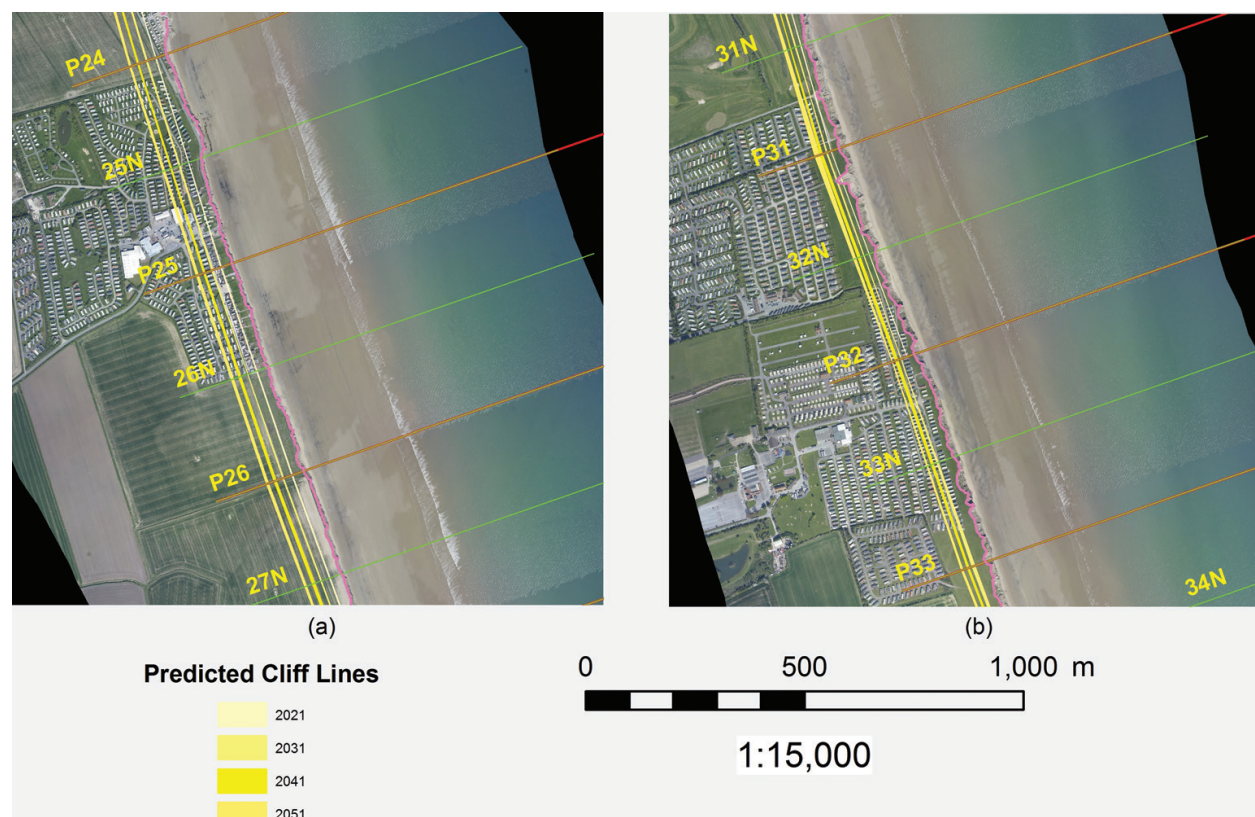 P24
25N
P25
26N
P26
27N
31N
P31
32N
P32
33N
P33
34N
(a)
(b)
Predicted Cliff Lines
2021
2031
2041
2051
0 500 1,000 m
1:15,000